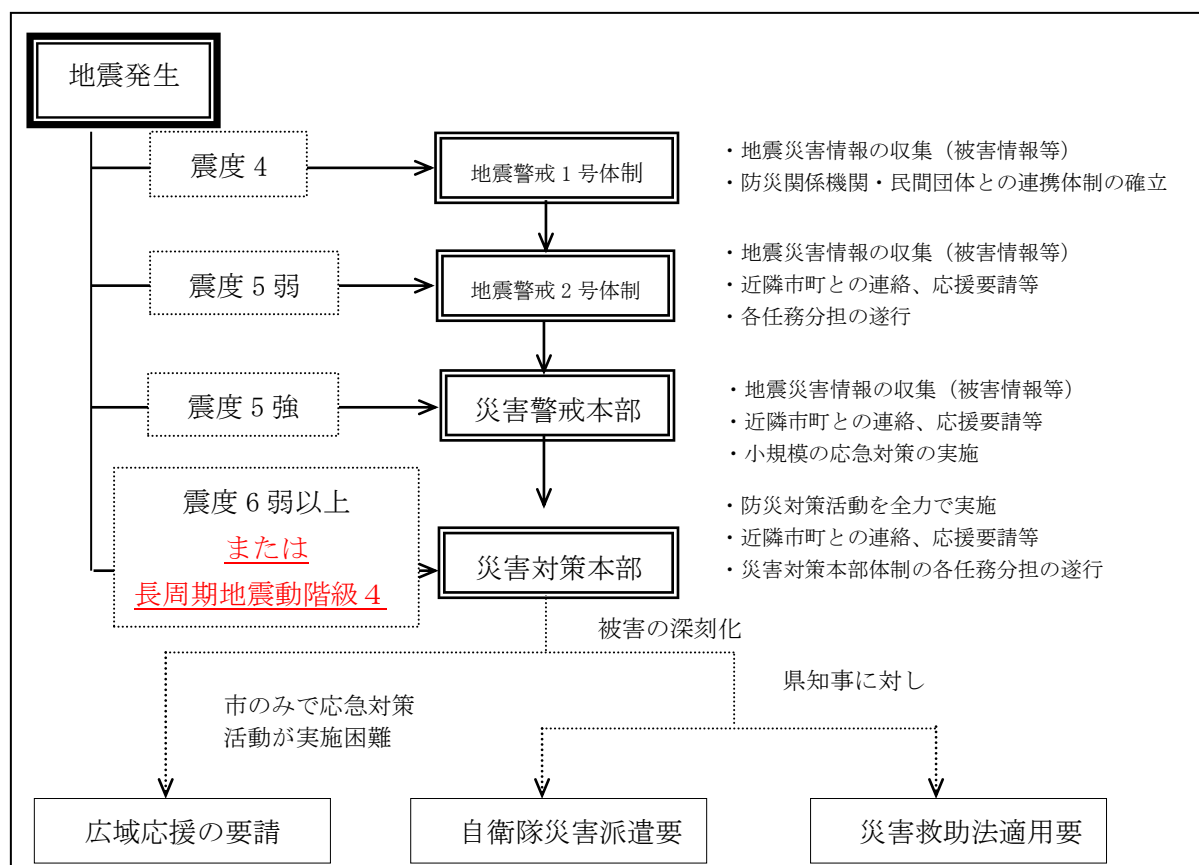 地震発生
震度4
地震警戒1号体制
・地震災害情報の収集（被害情報等）
・防災関係機関・民間団体との連携体制の確立
震度5弱
地震警戒2号体制
・地震災害情報の収集（被害情報等）
・近隣市町との連絡、応援要請等
・各任務分担の遂行
震度5強
災害警戒本部
・地震災害情報の収集（被害情報等）
・近隣市町との連絡、応援要請等
・小規模の応急対策の実施
震度6弱以上
または
長周期地震動階級4
災害対策本部
・防災対策活動を全力で実施
・近隣市町との連絡、応援要請等
・災害対策本部体制の各任務分担の遂行
被害の深刻化
市のみで応急対策
活動が実施困難
県知事に対し
広域応援の要請
自衛隊災害派遣要
災害救助法適用要